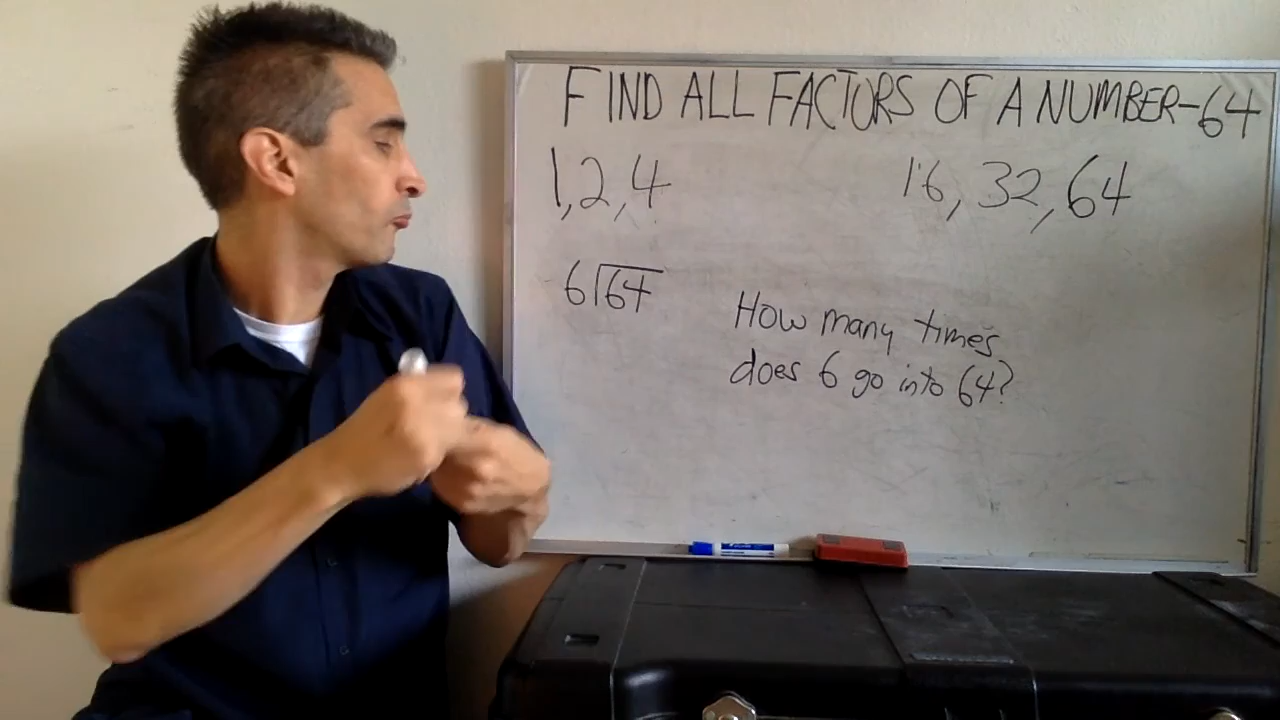 FIND ALL FACTORS OF A NUMBER-64
1,2,4 16,32,64
6)64
How many times
does 6 go into 64?